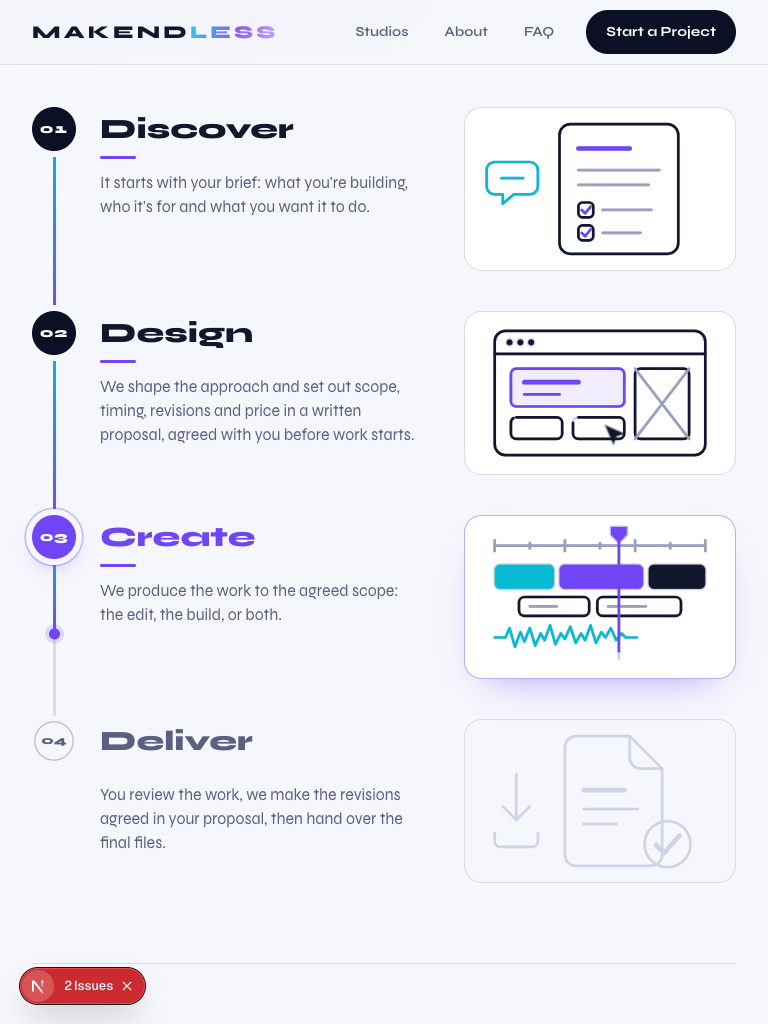 MAKENDLESS
Studios
About
FAQ
Start a Project
01
Discover
It starts with your brief: what you're building,
who it's for and what you want it to do.
02
Design
We shape the approach and set out scope,
timing, revisions and price in a written
proposal, agreed with you before work starts.
03
Create
We produce the work to the agreed scope:
the edit, the build, or both.
04
Deliver
You review the work, we make the revisions
agreed in your proposal, then hand over the
final files.
N
2 Issues